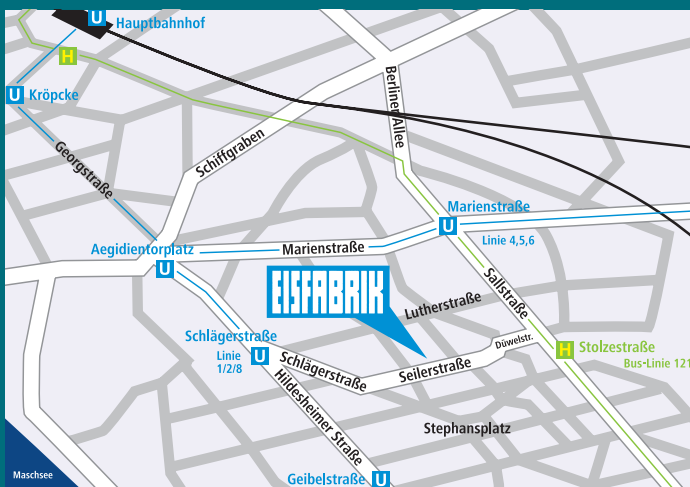 U Hauptbahnhof
H
U Kröpcke
Georgstraße
Schiffgraben
Berliner Allee
Marienstraße
U
Linie 4,5,6
Aegidientorplatz
U
Marienstraße
EISFABRIK
Lutherstraße
Sallstraße
Schlägerstraße
Linie
1/2/8
U
Schlägerstraße
Seilerstraße
Düwelstr.
H Stolzestraße
Bus-Linie 121
Hildesheimer Straße
Stephansplatz
Maschsee
Geibelstraße U